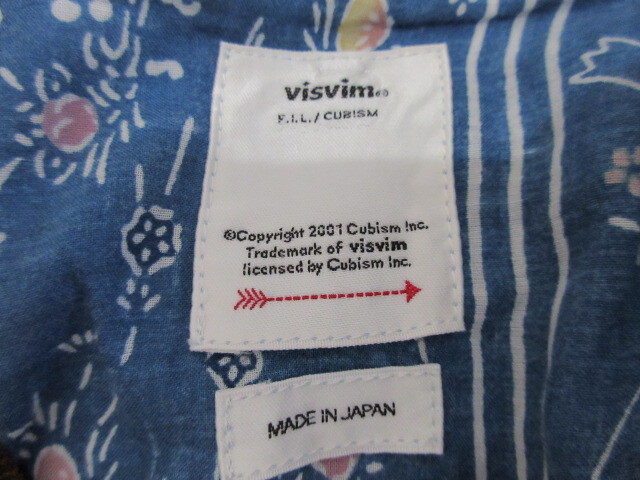 visvim®
F.I.L./CUBISM
©Copyright 2001 Cubism Inc.
Trademark of visvim
licensed by Cubism Inc.
MADE IN JAPAN